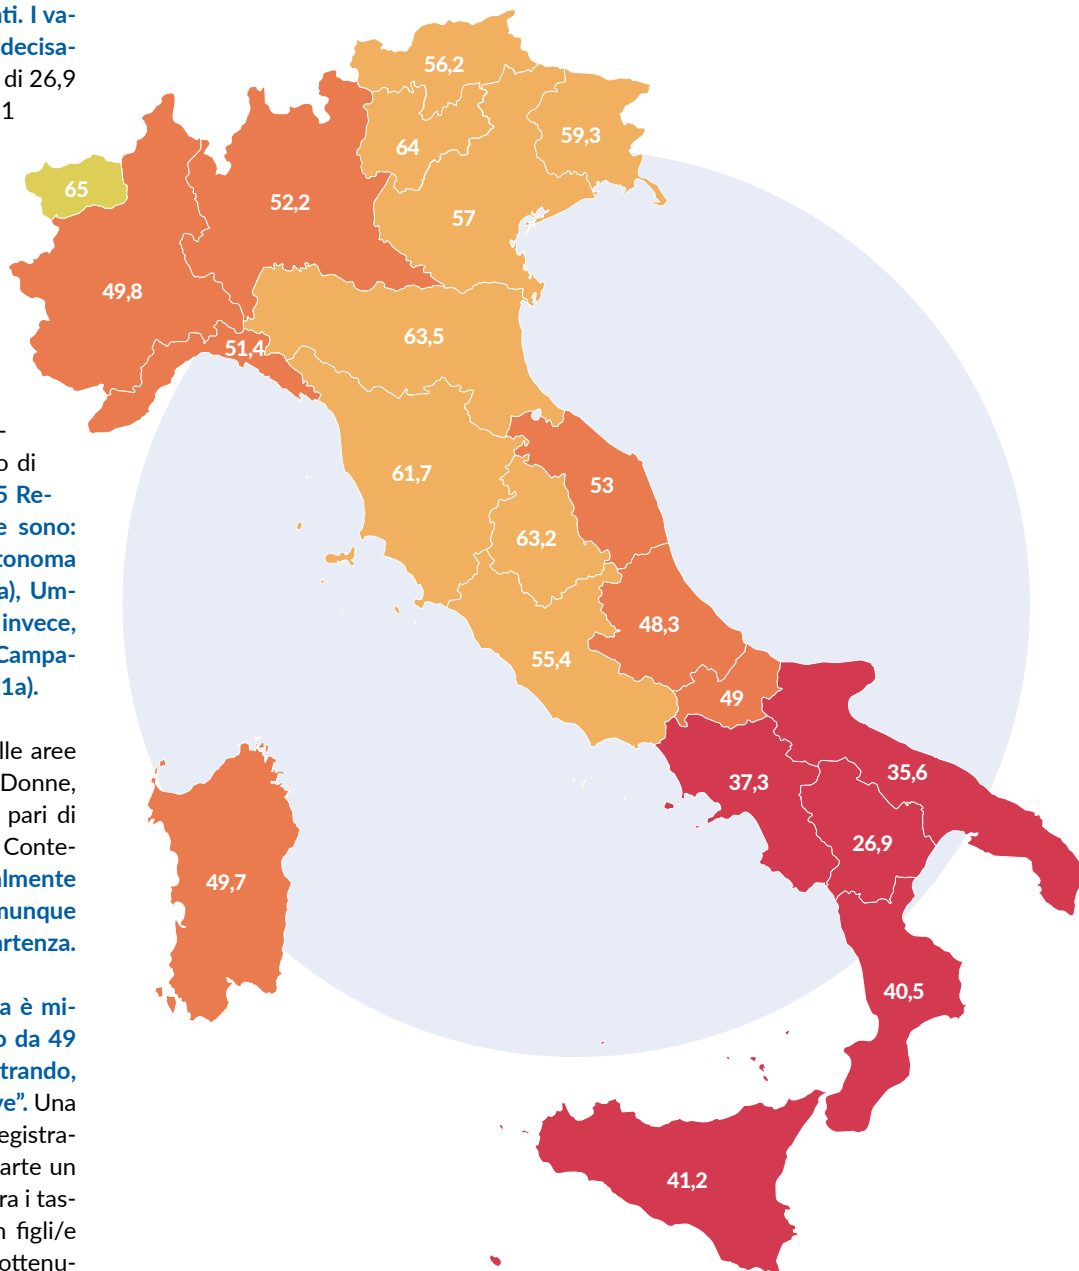 ti. I va-
decisa-
di 26,9
1
-
o di
5 Re-
e sono:
tonoma
a), Um-
invece,
Campa-
1a).
lle aree
Donne,
pari di
Conte-
almente
munque
artenza.
a è mi-
o da 49
trando,
ve”. Una
egistra-
arte un
ra i tas-
n figli/e
ottenu-
56,2
64
59,3
65
52,2
57
49,8
63,5
51,4
61,7
53
63,2
48,3
55,4
49
37,3
35,6
26,9
49,7
40,5
41,2